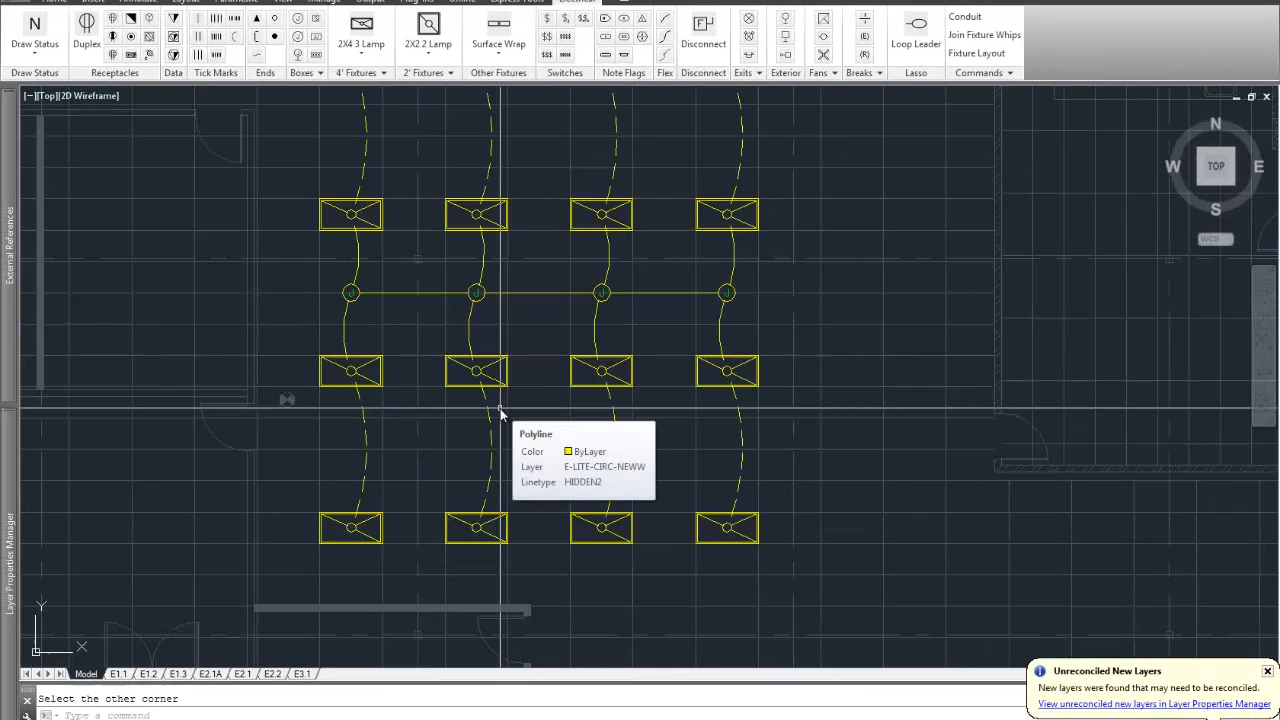 Draw Status
Duplex
2X4 3 Lamp
2X2 2 Lamp
Surface Wrap
Disconnect
Loop Leader
Conduit
Join Fixture Whips
Fixture Layout
Draw Status
Receptacles
Data
Tick Marks
Ends
Boxes
4' Fixtures
2' Fixtures
Other Fixtures
Switches
Note Flags
Flex
Disconnect
Exits
Exterior
Fans
Breaks
Lasso
Commands
[−][Top][2D Wireframe]
N
W
TOP
E
S
WCS
External References
Layer Properties Manager
Polyline
Color ByLayer
Layer E-LITE-CIRC-NEWW
Linetype HIDDEN2
Y
X
Model E1.1 E1.2 E1.3 E2.1A E2.1 E2.2 E3.1
Select the other corner
Type a command
Unreconciled New Layers
New layers were found that may need to be reconciled.
View unreconciled new layers in Layer Properties Manager